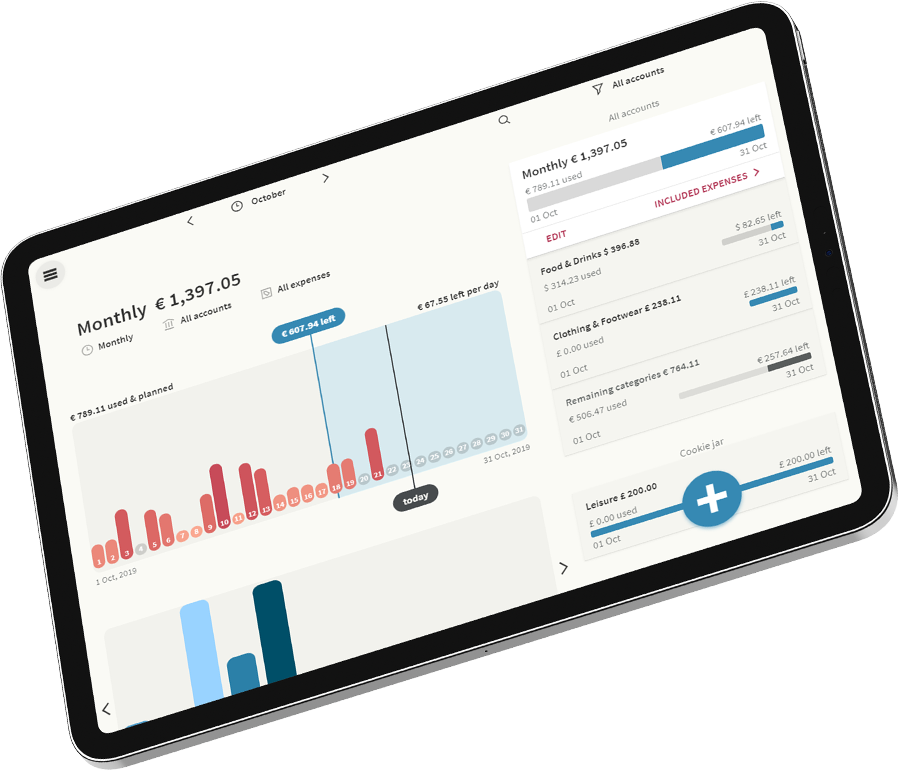 All accounts
October
Monthly € 1,397.05
Monthly
All accounts
All expenses
€ 607.94 left
€ 67.55 left per day
€ 789.11 used & planned
1 2 3 4 5 6 7 8 9 10 11 12 13 14 15 16 17 18 19 20 21 22 23 24 25 26 27 28 29 30 31
1 Oct, 2019
31 Oct, 2019
today
All accounts
Monthly € 1,397.05
€ 789.11 used
€ 607.94 left
01 Oct
31 Oct
EDIT
INCLUDED EXPENSES
Food & Drinks $ 396.88
$ 314.23 used
$ 82.65 left
01 Oct
31 Oct
Clothing & Footwear £ 238.11
£ 0.00 used
£ 238.11 left
01 Oct
31 Oct
Remaining categories € 764.11
€ 506.47 used
€ 257.64 left
01 Oct
31 Oct
Cookie jar
Leisure £ 200.00
£ 0.00 used
£ 200.00 left
01 Oct
31 Oct